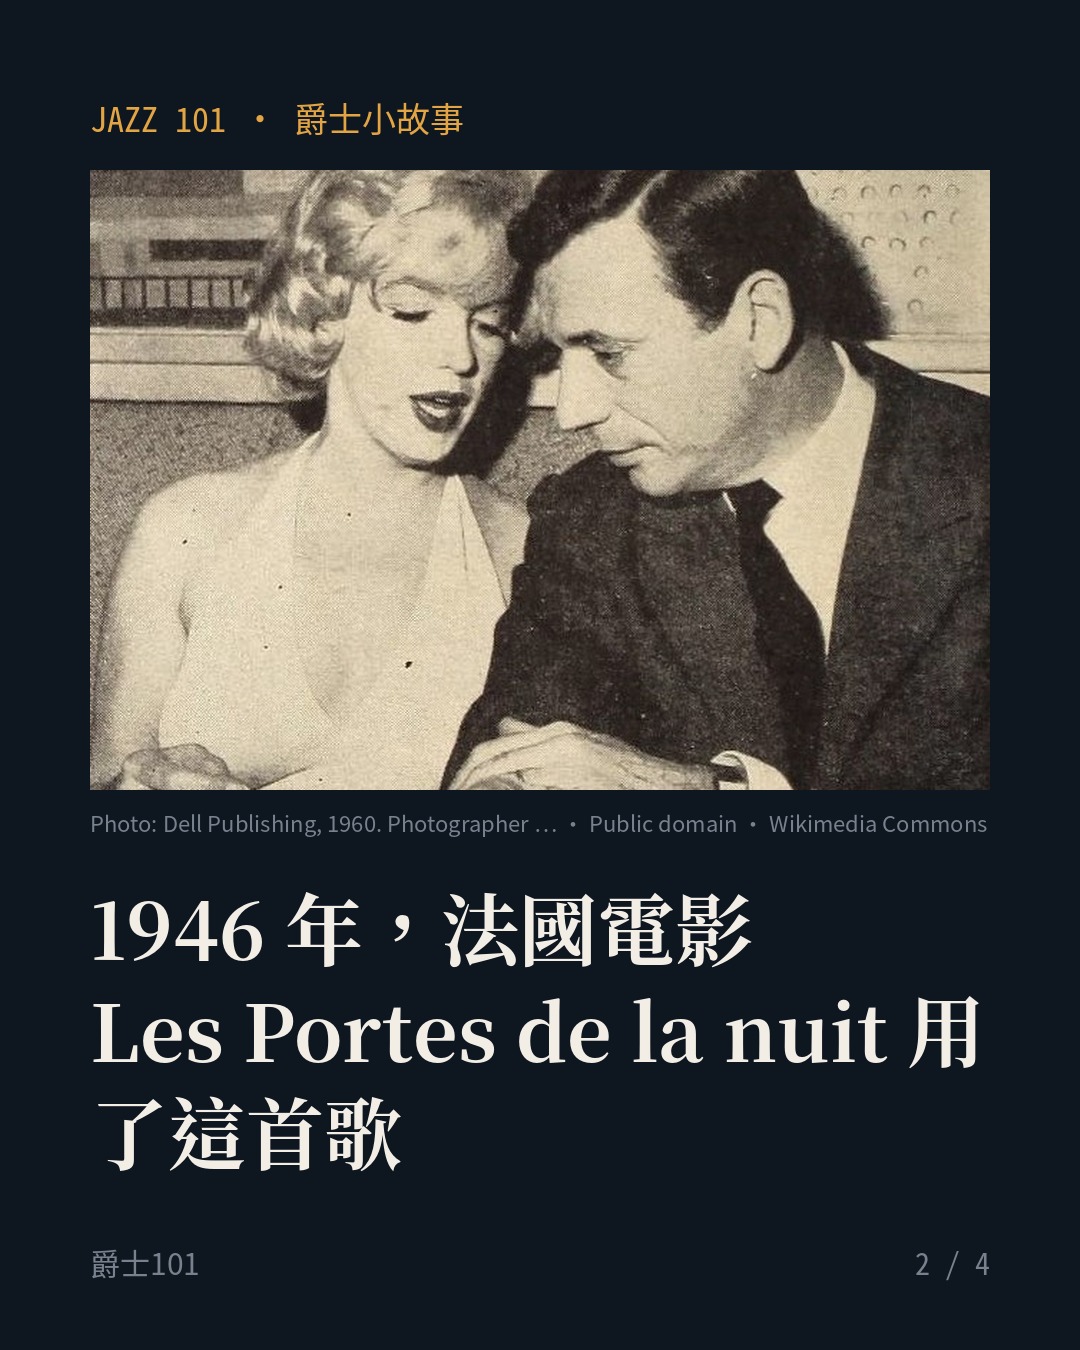 JAZZ 101 · 爵士小故事
Photo: Dell Publishing, 1960. Photographer … · Public domain · Wikimedia Commons
1946 年，法國電影
Les Portes de la nuit 用
了這首歌
爵士101
2 / 4